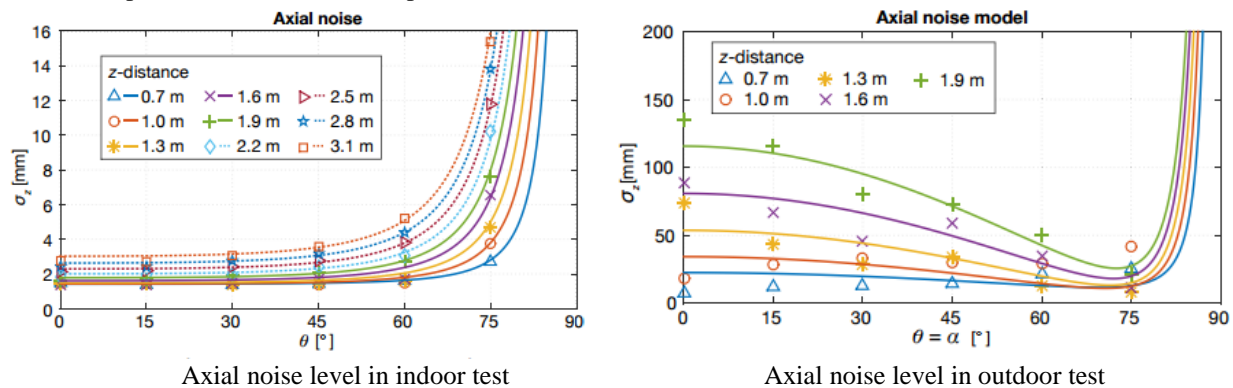 Axial noise
σz [mm]
16
14
12
10
8
6
4
2
0
z-distance
0.7 m 1.6 m 2.5 m
1.0 m 1.9 m 2.8 m
1.3 m 2.2 m 3.1 m
0 15 30 45 60 75 90
θ [°]
Axial noise level in indoor test
Axial noise model
σz[mm]
200
150
100
50
0
z-distance
0.7 m 1.3 m 1.9 m
1.0 m 1.6 m
0 15 30 45 60 75 90
θ = α [°]
Axial noise level in outdoor test